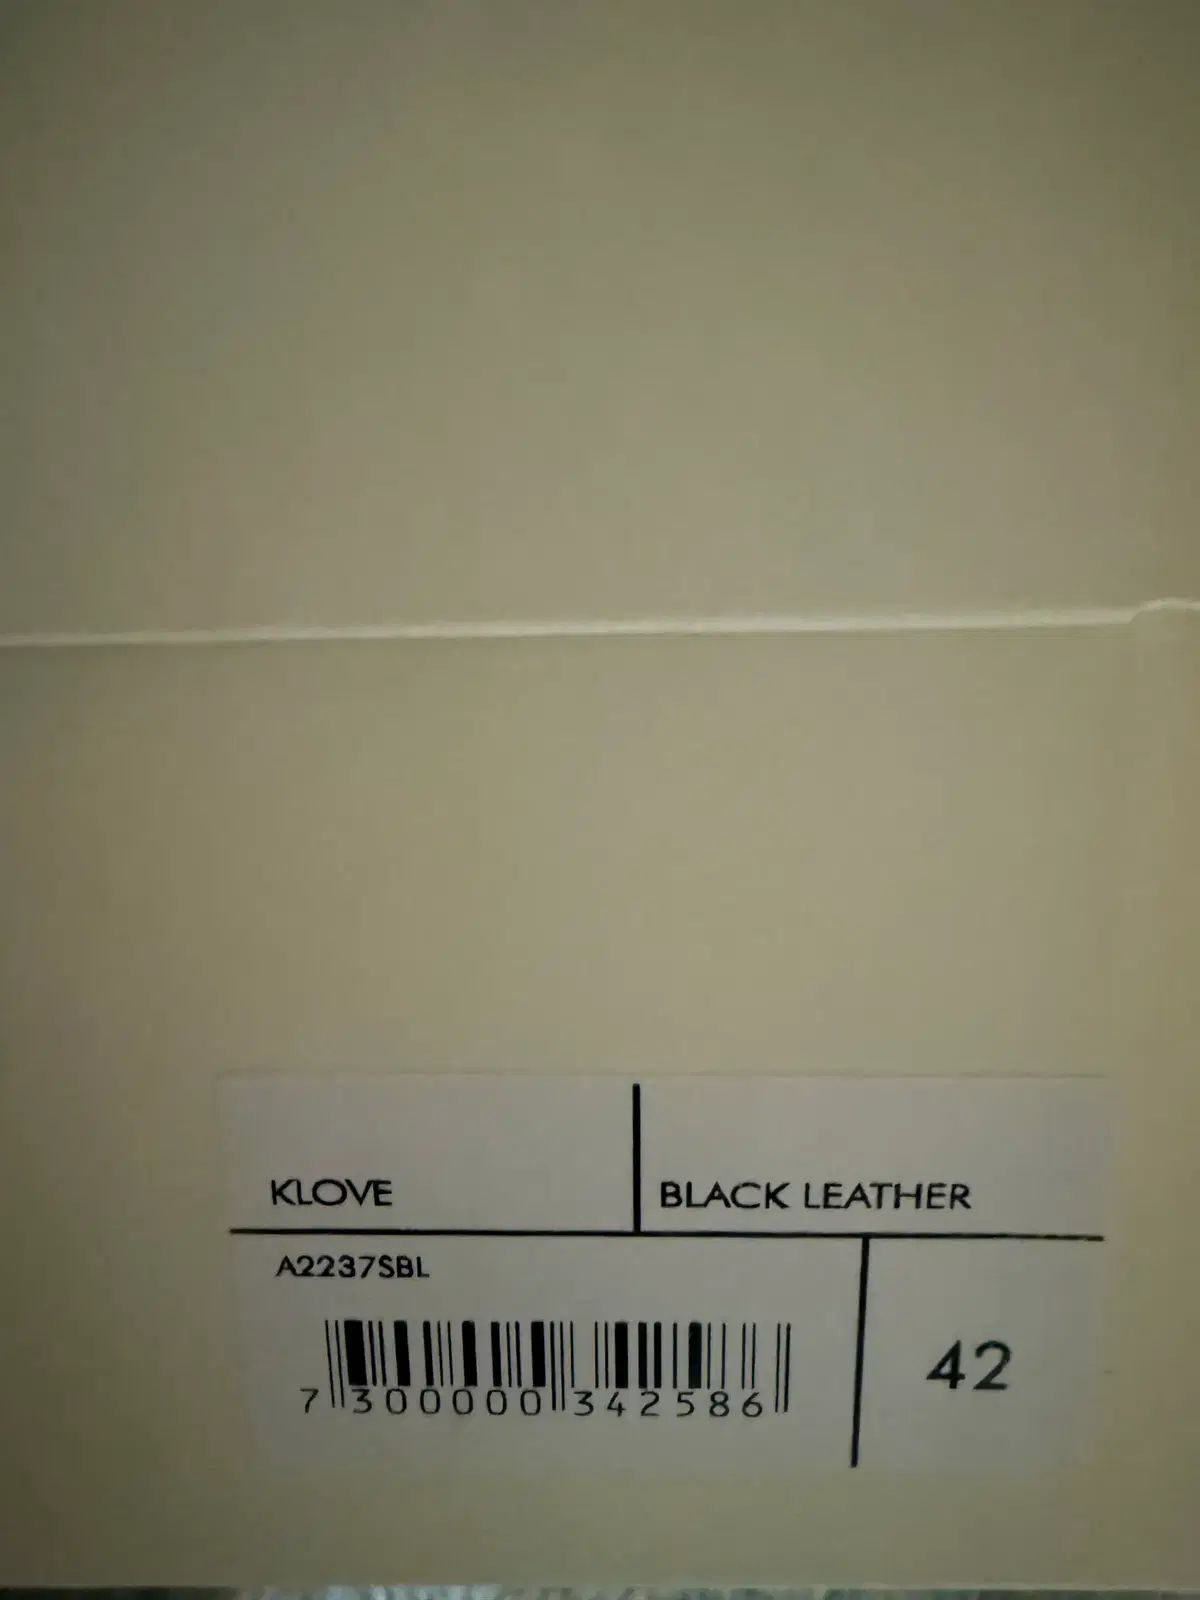 KLOVE
BLACK LEATHER
A2237SBL
42
7 300000 342586